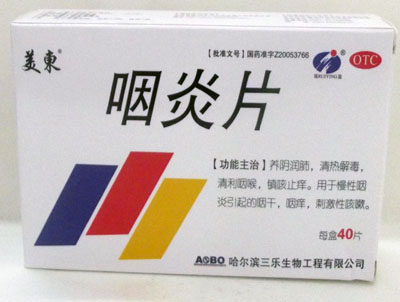 美東®
【批准文号】国药准字Z20053766
®
OTC
咽炎片
【功能主治】养阴润肺，清热解毒，
清利咽喉，镇咳止痒。用于慢性咽
炎引起的咽干，咽痒，刺激性咳嗽。
每盒40片
AOBO 哈尔滨三乐生物工程有限公司